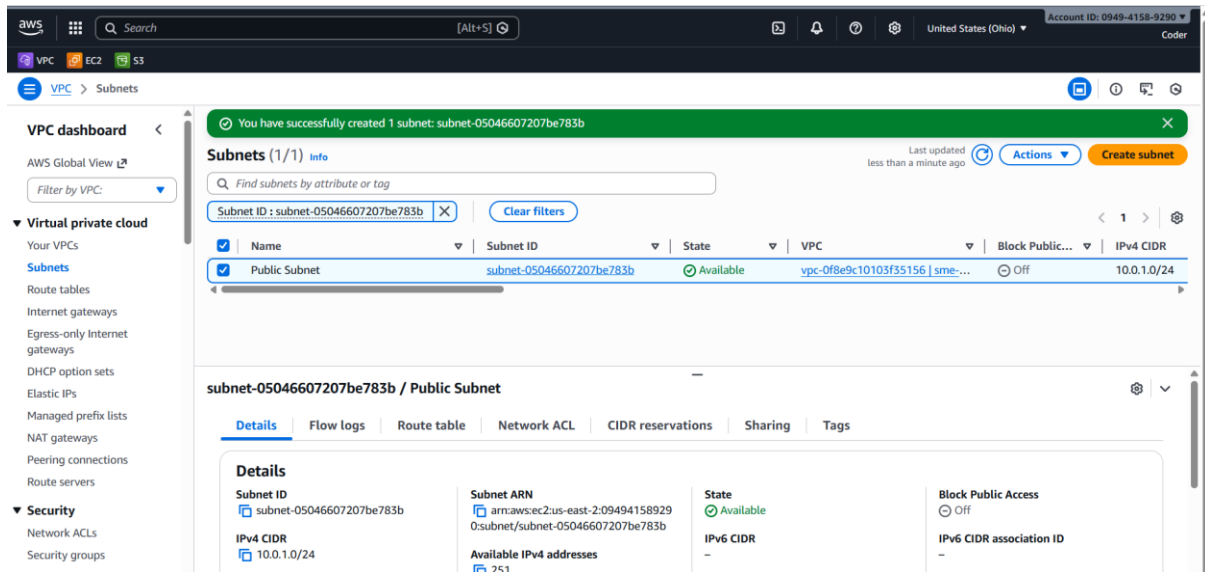 aws
Search
[Alt+S]
United States (Ohio)
Account ID: 0949-4158-9290
Coder
VPC EC2 S3
VPC > Subnets
VPC dashboard
AWS Global View
Filter by VPC:
Virtual private cloud
Your VPCs
Subnets
Route tables
Internet gateways
Egress-only Internet
gateways
DHCP option sets
Elastic IPs
Managed prefix lists
NAT gateways
Peering connections
Route servers
Security
Network ACLs
Security groups
You have successfully created 1 subnet: subnet-05046607207be783b
Subnets (1/1) Info
Last updated
less than a minute ago
Actions
Create subnet
Find subnets by attribute or tag
Subnet ID : subnet-05046607207be783b
Clear filters
1
Name Subnet ID State VPC Block Public... IPv4 CIDR
Public Subnet subnet-05046607207be783b Available vpc-0f8e9c10103f35156 | sme-... Off 10.0.1.0/24
subnet-05046607207be783b / Public Subnet
Details Flow logs Route table Network ACL CIDR reservations Sharing Tags
Details
Subnet ID
subnet-05046607207be783b
IPv4 CIDR
10.0.1.0/24
Subnet ARN
arn:aws:ec2:us-east-2:09494158929
0:subnet/subnet-05046607207be783b
Available IPv4 addresses
251
State
Available
IPv6 CIDR
–
Block Public Access
Off
IPv6 CIDR association ID
–